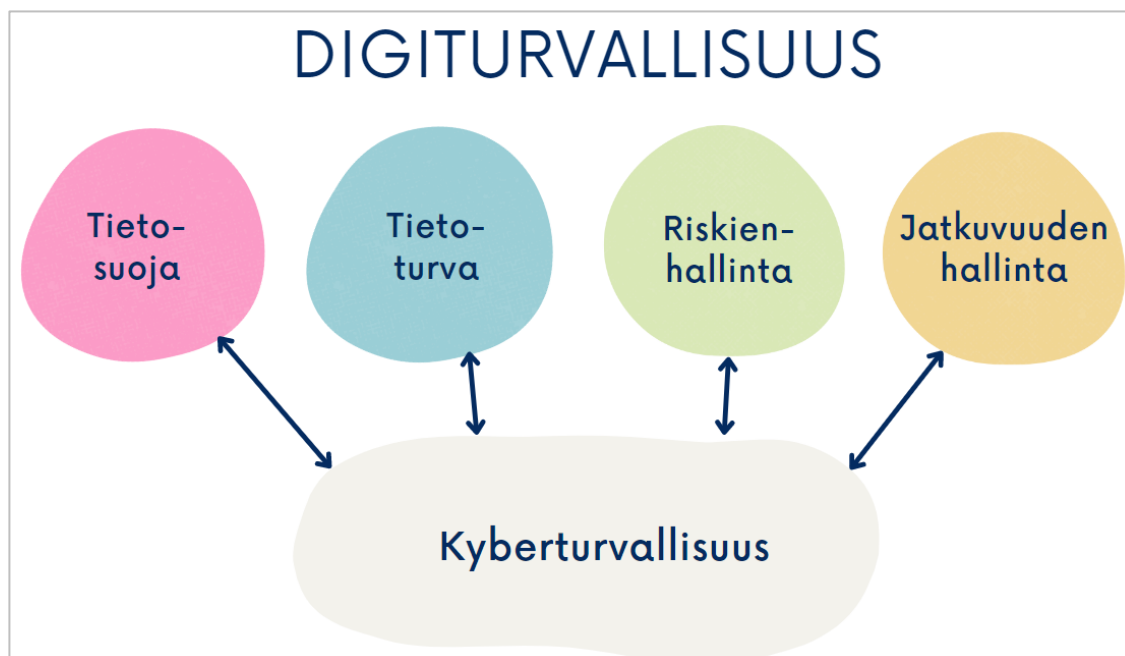 DIGITURVALLISUUS
Tieto-
suoja
Tieto-
turva
Riskien-
hallinta
Jatkuvuuden
hallinta
Kyberturvallisuus